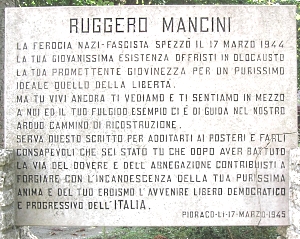 RUGGERO MANCINI
LA FEROCIA NAZI-FASCISTA SPEZZÒ IL 17 MARZO 1944
LA TUA GIOVANISSIMA ESISTENZA OFFRISTI IN OLOCAUSTO
LA TUA PROMETTENTE GIOVINEZZA PER UN PURISSIMO
IDEALE QUELLO DELLA LIBERTÀ.
MA TU VIVI ANCORA TI VEDIAMO E TI SENTIAMO IN MEZZO
A NOI ED IL TUO FULGIDO ESEMPIO CI È DI GUIDA NEL NOSTRO
ARDUO CAMMINO DI RICOSTRUZIONE.
SERVA QUESTO SCRITTO PER ADDITARTI AI POSTERI E FARLI
CONSAPEVOLI CHE SEI STATO TU CHE DOPO AVER BATTUTO
LA VIA DEL DOVERE E DELL'ABNEGAZIONE CONTRIBUISTI A
FORGIARE CON L'INCANDESCENZA DELLA TUA PURISSIMA
ANIMA E DEL TUO EROISMO L'AVVENIRE LIBERO DEMOCRATICO
E PROGRESSIVO DELL'ITALIA.
PIORACO-LI-17-MARZO-1945